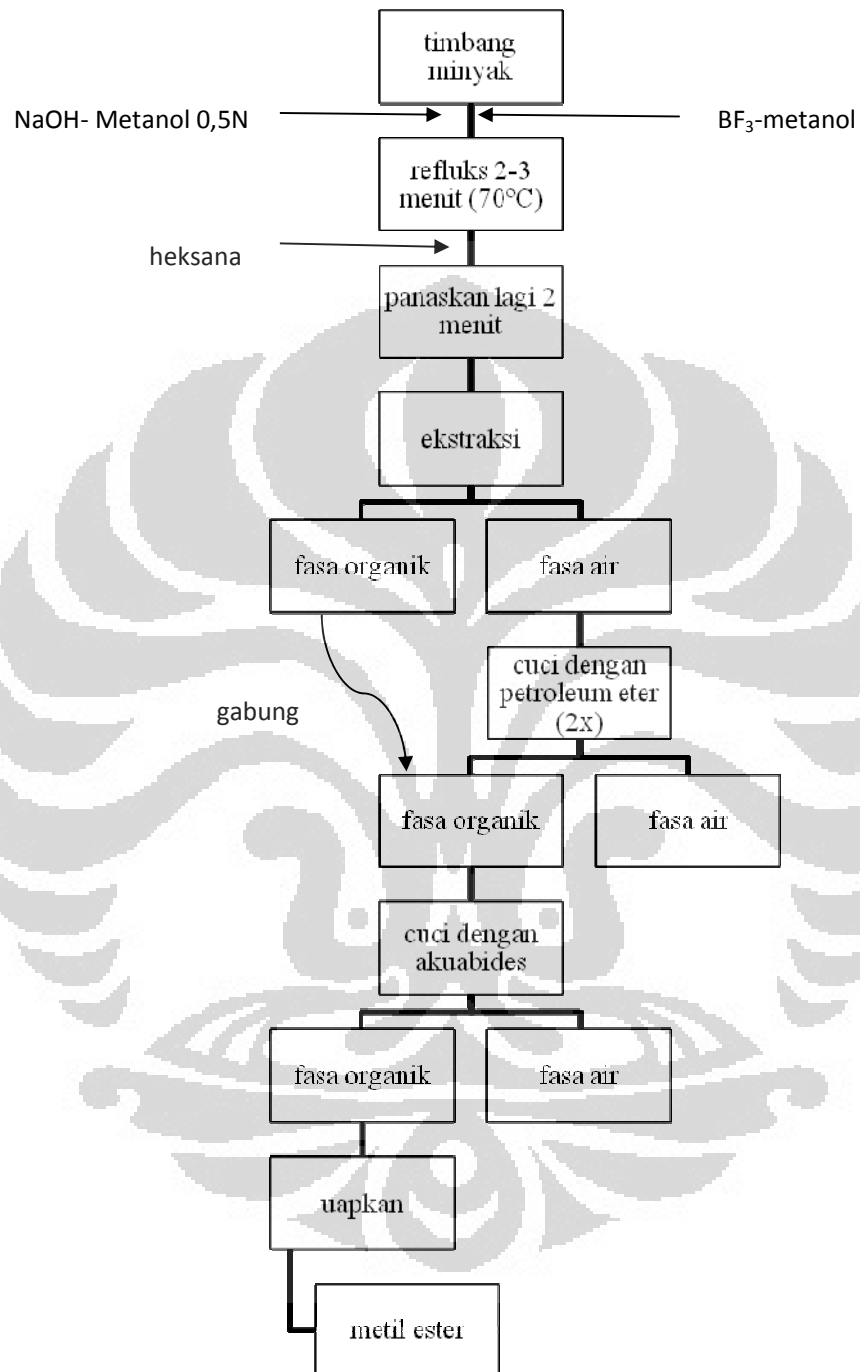 timbang
minyak
NaOH- Metanol 0,5N
BF₃-metanol
refluks 2-3
menit (70°C)
heksana
panaskan lagi 2
menit
ekstraksi
fasa organik
fasa air
cuci dengan
petroleum eter
(2x)
gabung
fasa organik
fasa air
cuci dengan
akuabides
fasa organik
fasa air
uapkan
metil ester